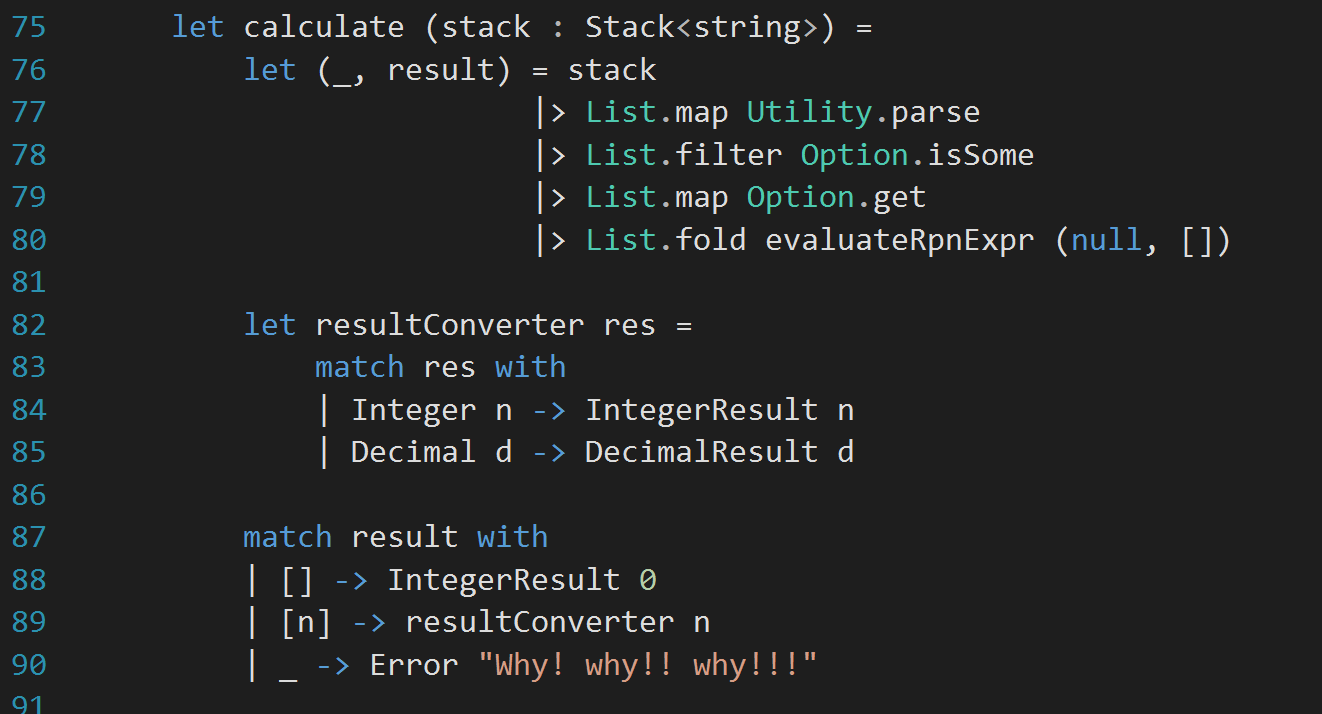 75 let calculate (stack : Stack<string>) =
76 let (_, result) = stack
77 |> List.map Utility.parse
78 |> List.filter Option.isSome
79 |> List.map Option.get
80 |> List.fold evaluateRpnExpr (null, [])
81
82 let resultConverter res =
83 match res with
84 | Integer n -> IntegerResult n
85 | Decimal d -> DecimalResult d
86
87 match result with
88 | [] -> IntegerResult 0
89 | [n] -> resultConverter n
90 | _ -> Error "Why! why!! why!!!"
91